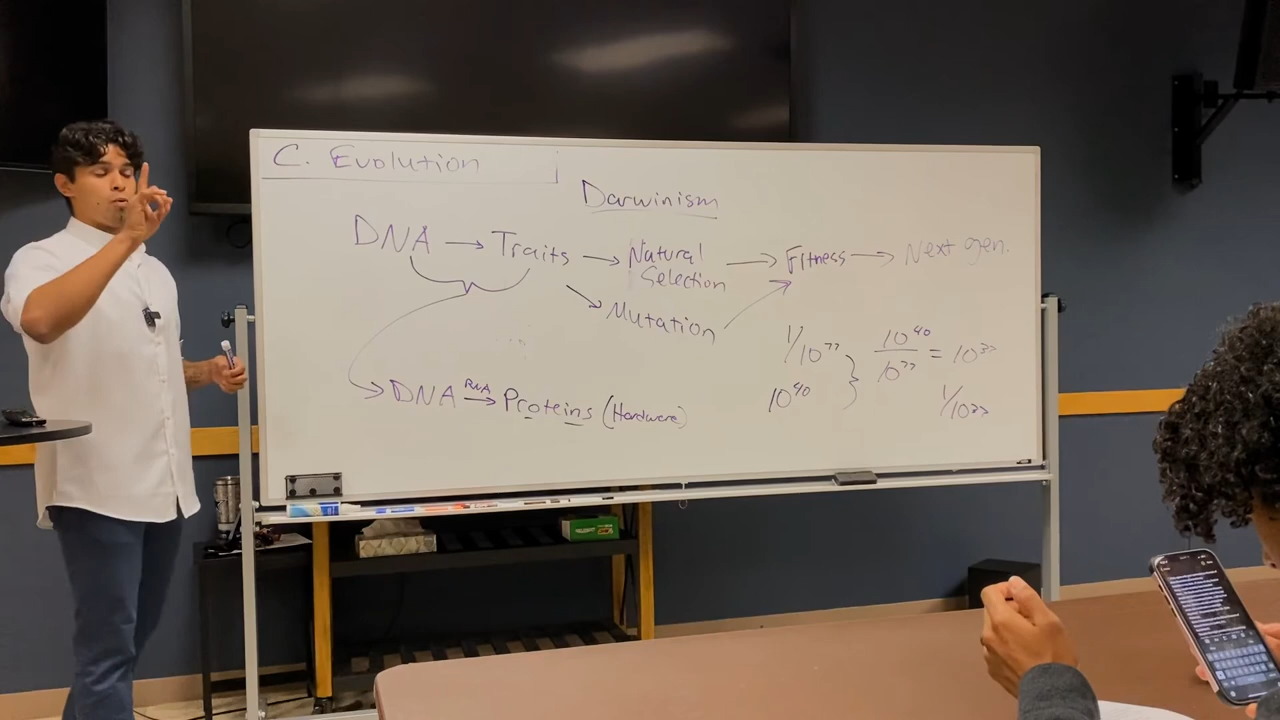 C. Evolution
Darwinism
DNA → Traits → Natural Selection → Fitness → Next gen.
Mutation
DNA RNA → Proteins (Hardware)
1/10⁷⁷
10⁴⁰
10⁴⁰/10⁷⁷ = 10³⁷
1/10³⁷